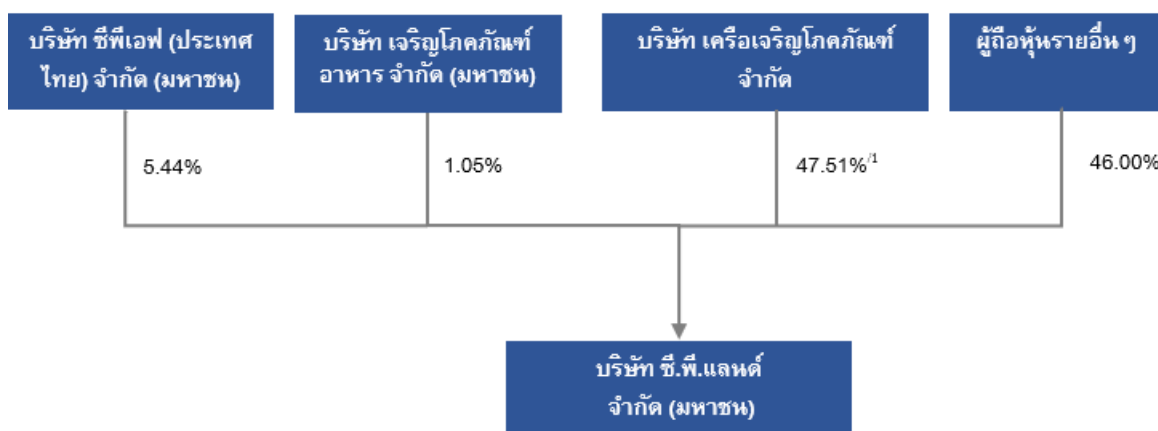 บริษัท ซีพีเอฟ (ประเทศ
ไทย) จำกัด (มหาชน)
บริษัท เจริญโภคภัณฑ์
อาหาร จำกัด (มหาชน)
บริษัท เครือเจริญโภคภัณฑ์
จำกัด
ผู้ถือหุ้นรายอื่น ๆ
5.44%
1.05%
47.51%/1
46.00%
บริษัท ซี.พี.แลนด์
จำกัด (มหาชน)